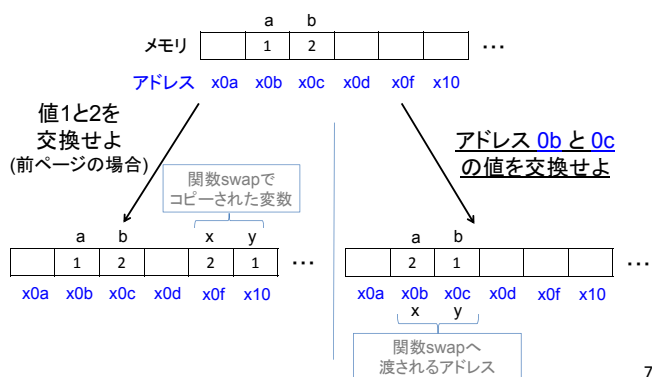 a b
メモリ 1 2 ...
アドレス x0a x0b x0c x0d x0f x10
値1と2を
交換せよ
(前ページの場合)
アドレス 0b と 0c
の値を交換せよ
関数swapで
コピーされた変数
a b x y
1 2 2 1 ...
x0a x0b x0c x0d x0f x10
a b
2 1 ...
x0a x0b x0c x0d x0f x10
x y
関数swapへ
渡されるアドレス
7